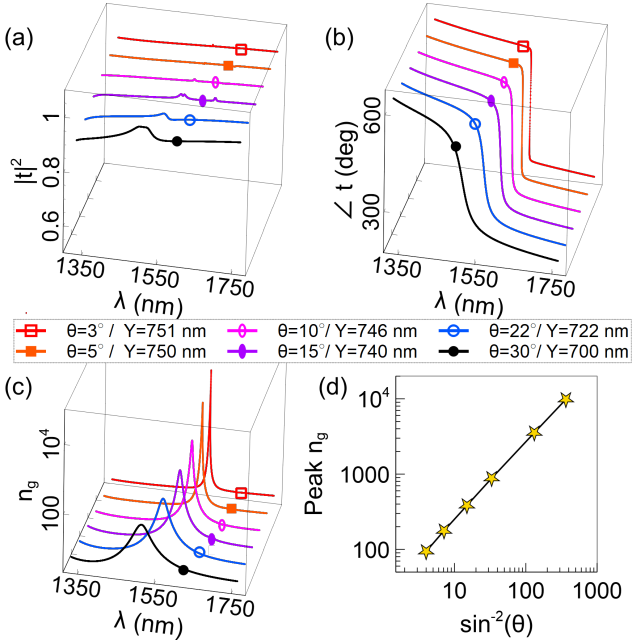 (a)
(b)
|t|²
1
0.8
0.6
1350
1550
1750
λ (nm)
∠ t (deg)
600
300
1350
1550
1750
λ (nm)
θ=3°/ Y=751 nm
θ=10°/ Y=746 nm
θ=22°/ Y=722 nm
θ=5°/ Y=750 nm
θ=15°/ Y=740 nm
θ=30°/ Y=700 nm
(c)
(d)
n_g
10⁴
100
1350
1550
1750
λ (nm)
Peak n_g
10⁴
1000
100
10
100
1000
sin⁻²(θ)